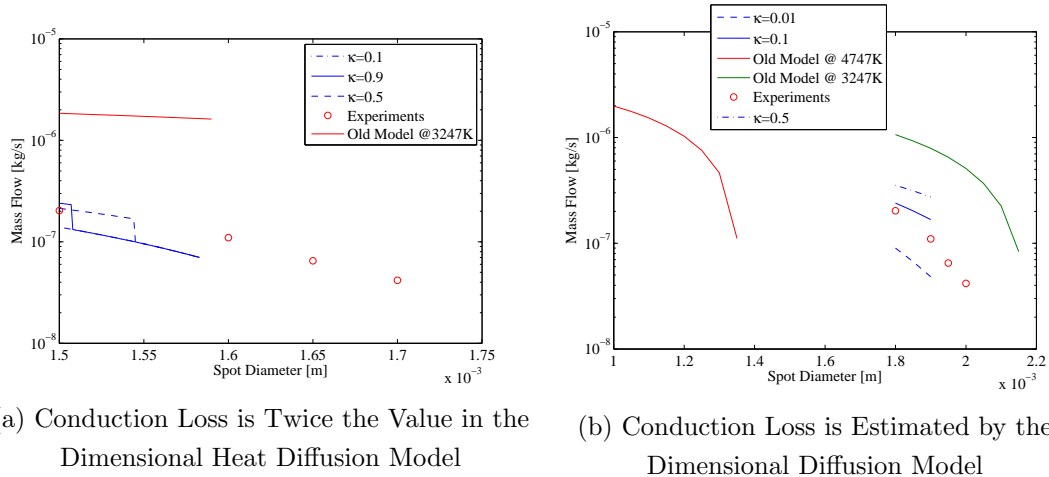 10⁻⁵
10⁻⁶
10⁻⁷
10⁻⁸
Mass Flow [kg/s]
κ=0.1
κ=0.9
κ=0.5
Experiments
Old Model @3247K
1.5 1.55 1.6 1.65 1.7 1.75
Spot Diameter [m]
x 10⁻³
a) Conduction Loss is Twice the Value in the
Dimensional Heat Diffusion Model
10⁻⁵
10⁻⁶
10⁻⁷
10⁻⁸
Mass Flow [kg/s]
κ=0.01
κ=0.1
Old Model @ 4747K
Old Model @ 3247K
Experiments
κ=0.5
1 1.2 1.4 1.6 1.8 2 2.2
Spot Diameter [m]
x 10⁻³
(b) Conduction Loss is Estimated by the
Dimensional Diffusion Model